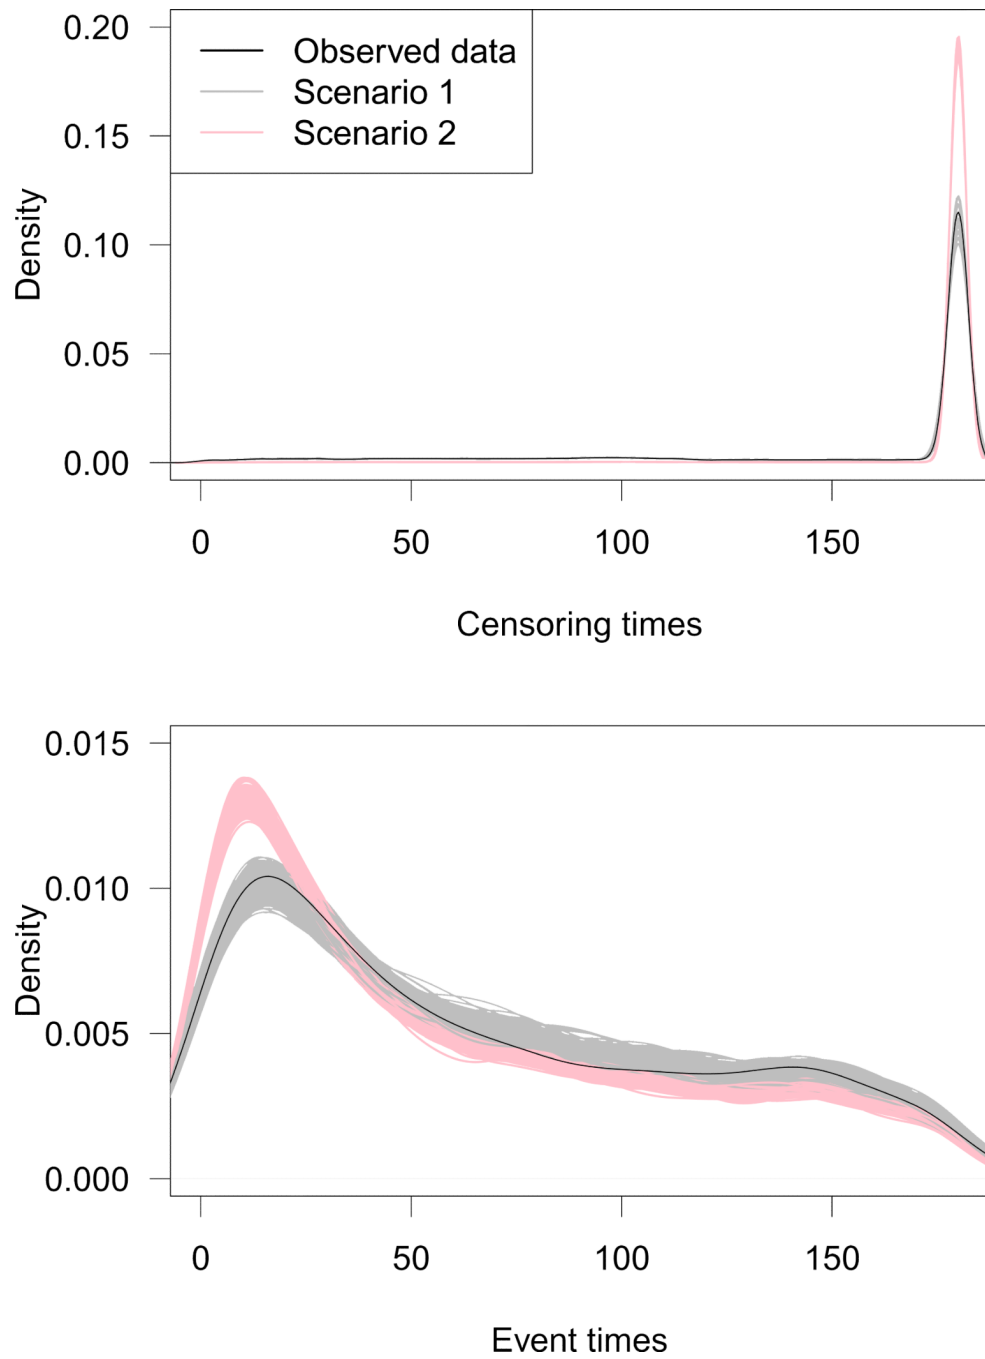 0.20
0.15
0.10
0.05
0.00
Density
Observed data
Scenario 1
Scenario 2
0 50 100 150
Censoring times
0.015
0.010
0.005
0.000
Density
0 50 100 150
Event times